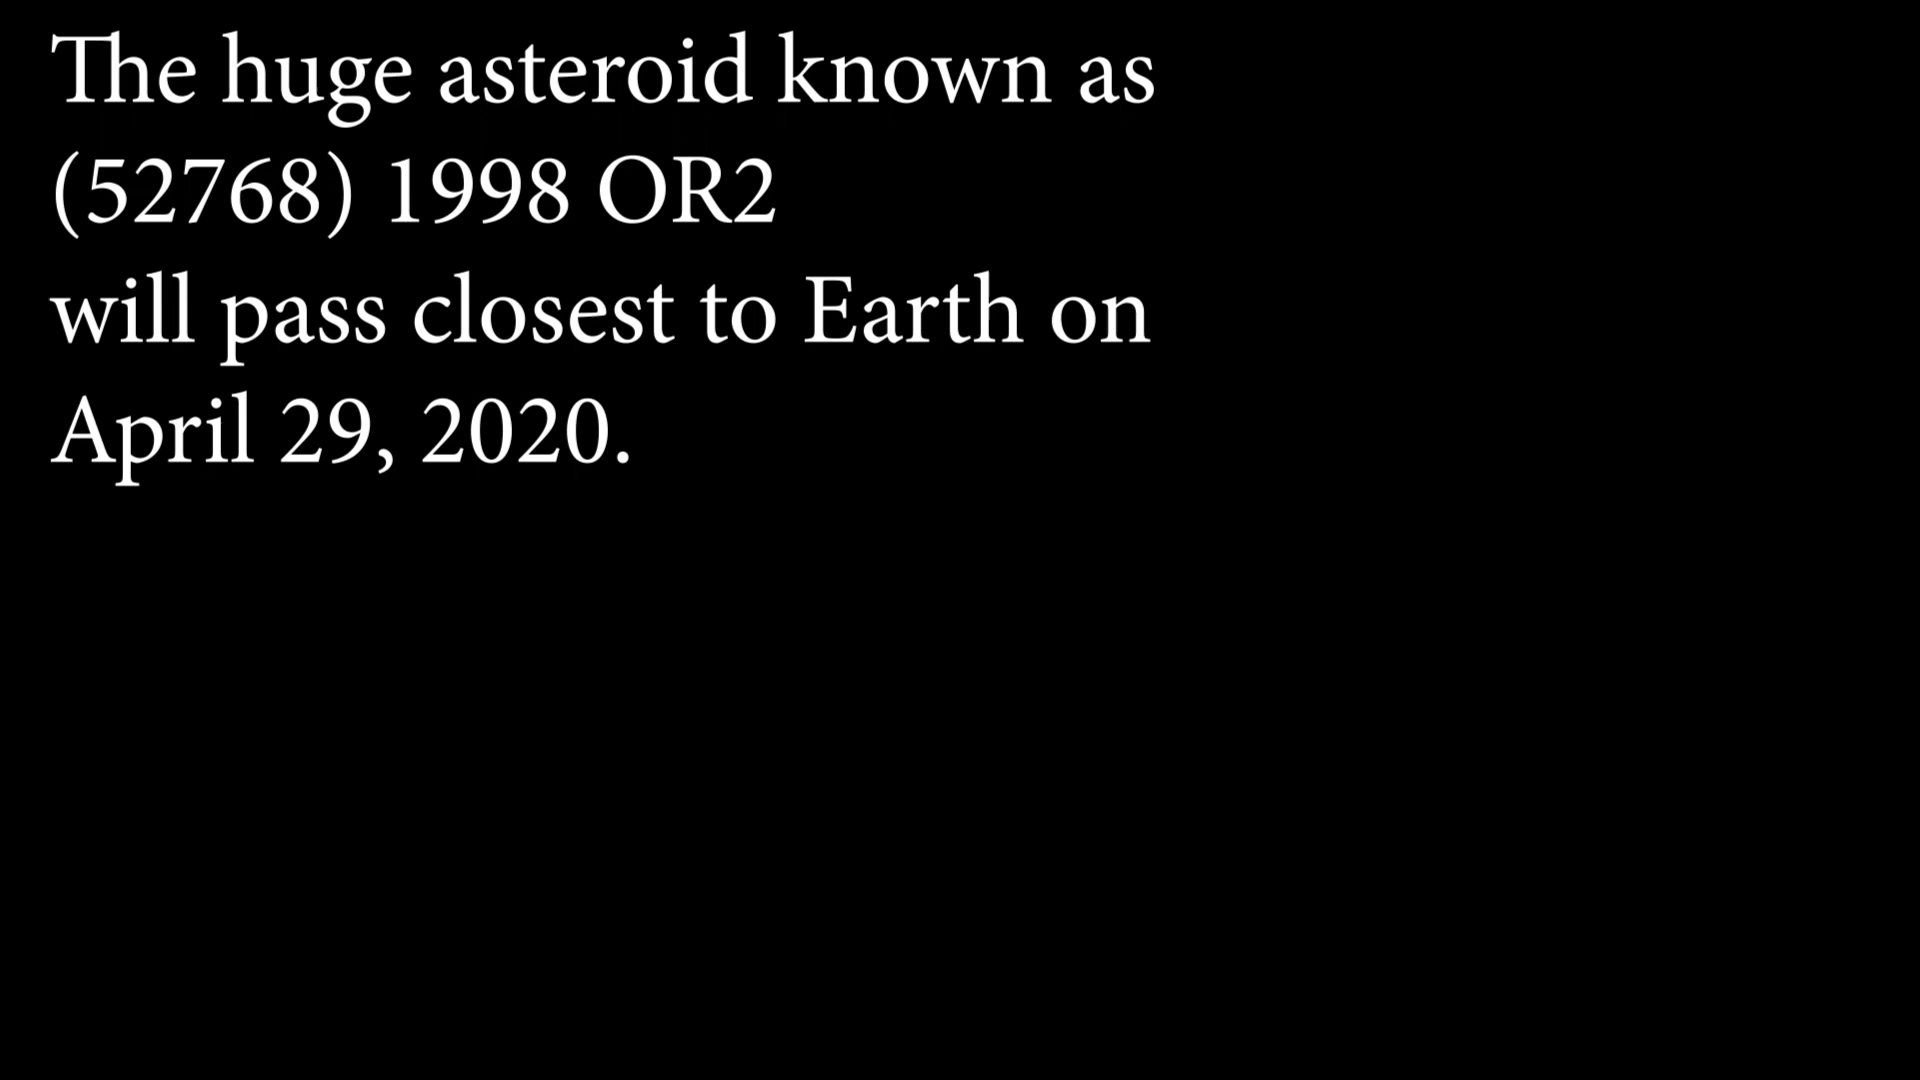 The huge asteroid known as
(52768) 1998 OR2
will pass closest to Earth on
April 29, 2020.